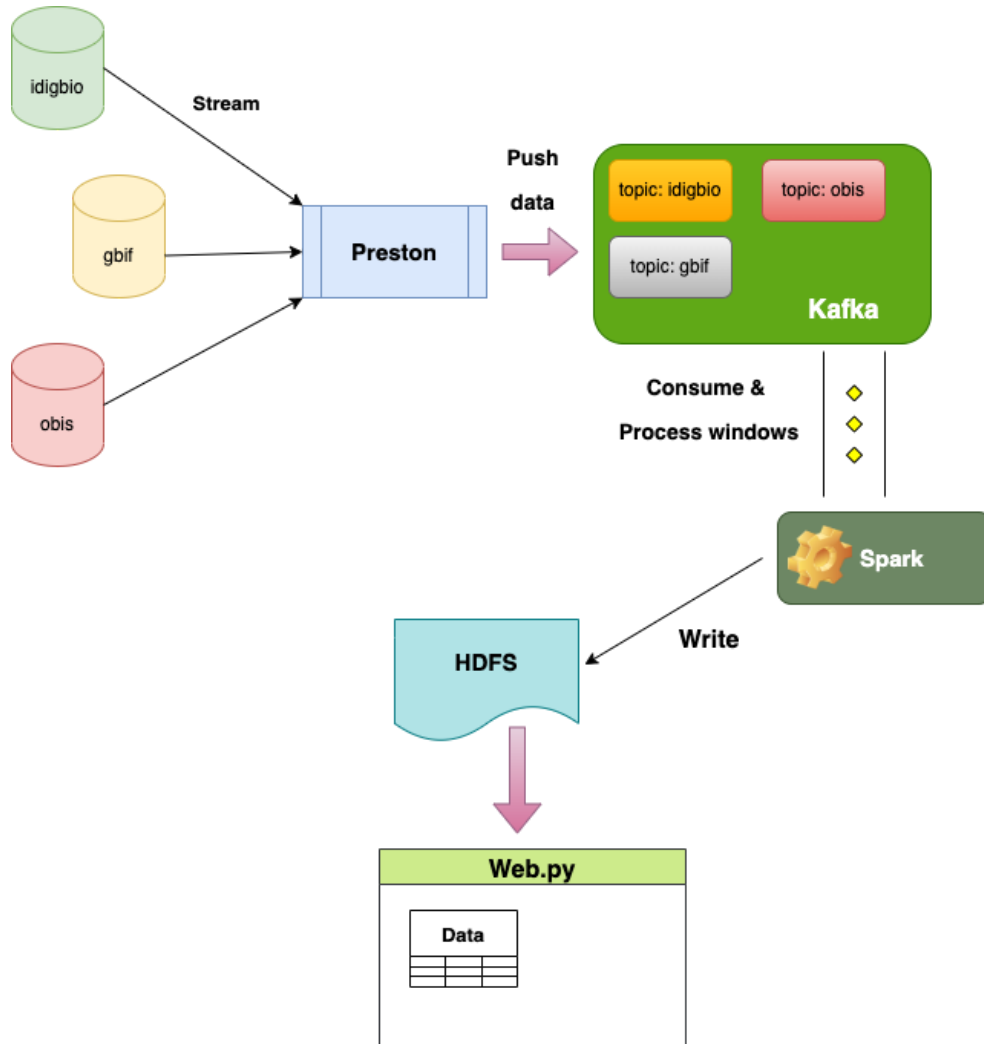 idigbio
Stream
gbif
obis
Preston
Push
data
topic: idigbio
topic: obis
topic: gbif
Kafka
Consume &
Process windows
Spark
Write
HDFS
Web.py
Data